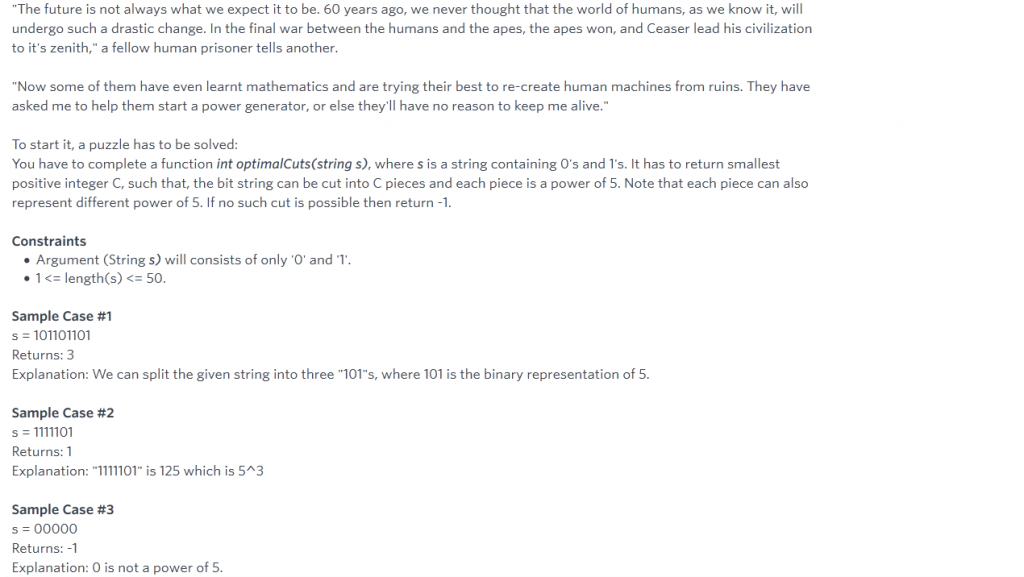 "The future is not always what we expect it to be. 60 years ago, we never thought that the world of humans, as we know it, will
undergo such a drastic change. In the final war between the humans and the apes, the apes won, and Ceaser lead his civilization
to it's zenith," a fellow human prisoner tells another.
"Now some of them have even learnt mathematics and are trying their best to re-create human machines from ruins. They have
asked me to help them start a power generator, or else they'll have no reason to keep me alive."
To start it, a puzzle has to be solved:
You have to complete a function int optimalCuts(string s), where s is a string containing 0's and 1's. It has to return smallest
positive integer C, such that, the bit string can be cut into C pieces and each piece is a power of 5. Note that each piece can also
represent different power of 5. If no such cut is possible then return -1.
Constraints
• Argument (String s) will consists of only '0' and '1'.
• 1 <= length(s) <= 50.
Sample Case #1
s = 101101101
Returns: 3
Explanation: We can split the given string into three "101"s, where 101 is the binary representation of 5.
Sample Case #2
s = 1111101
Returns: 1
Explanation: "1111101" is 125 which is 5^3
Sample Case #3
s = 00000
Returns: -1
Explanation: 0 is not a power of 5.